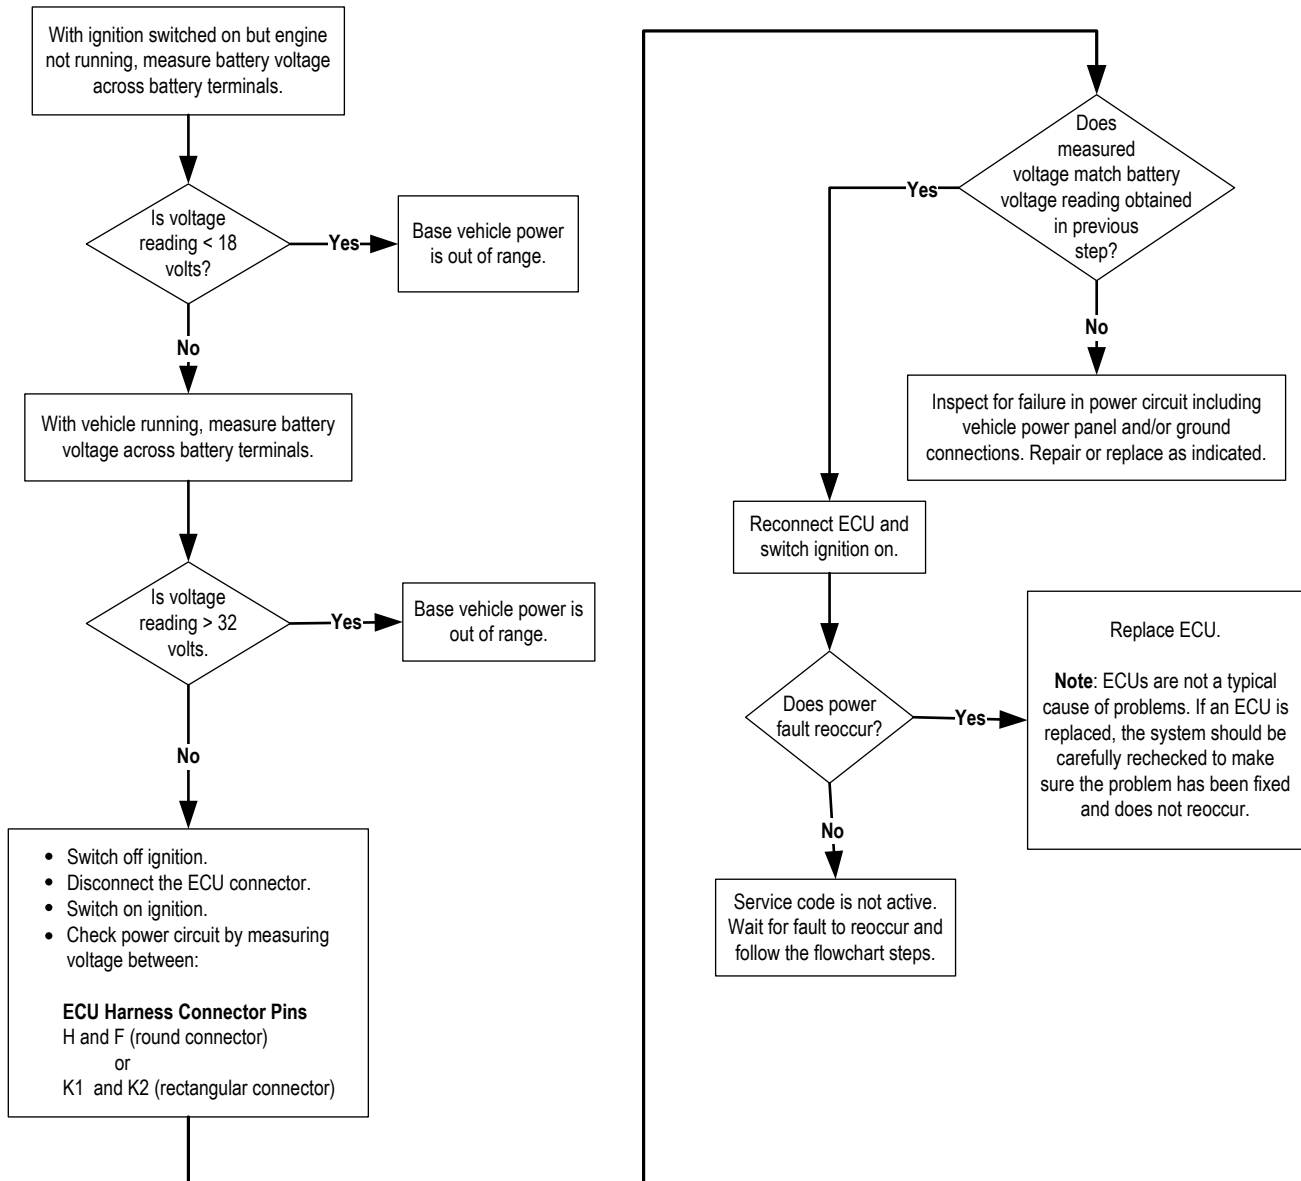 With ignition switched on but engine
not running, measure battery voltage
across battery terminals.
Is voltage
reading < 18
volts?
Yes
Base vehicle power
is out of range.
No
With vehicle running, measure battery
voltage across battery terminals.
Is voltage
reading > 32
volts.
Yes
Base vehicle power is
out of range.
No
• Switch off ignition.
• Disconnect the ECU connector.
• Switch on ignition.
• Check power circuit by measuring
voltage between:
ECU Harness Connector Pins
H and F (round connector)
or
K1 and K2 (rectangular connector)
Does
measured
voltage match battery
voltage reading obtained
in previous
step?
Yes
No
Inspect for failure in power circuit including
vehicle power panel and/or ground
connections. Repair or replace as indicated.
Reconnect ECU and
switch ignition on.
Does power
fault reoccur?
Yes
Replace ECU.
Note: ECUs are not a typical
cause of problems. If an ECU is
replaced, the system should be
carefully rechecked to make
sure the problem has been fixed
and does not reoccur.
No
Service code is not active.
Wait for fault to reoccur and
follow the flowchart steps.